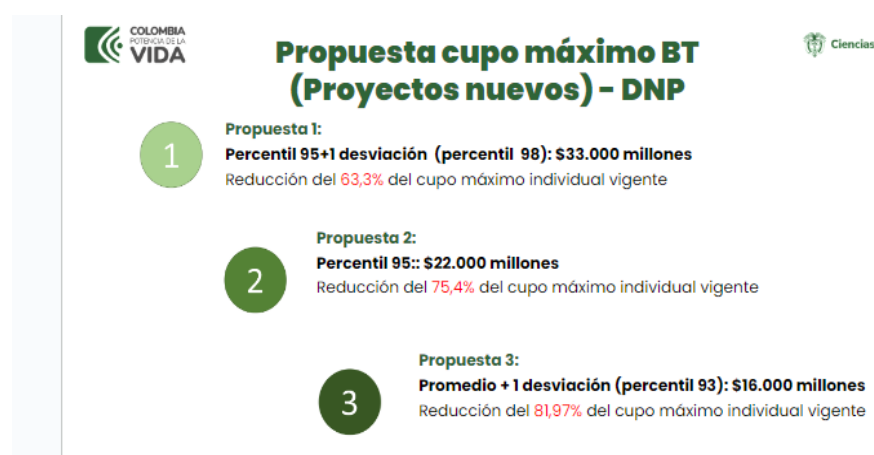 COLOMBIA
POTENCIA DE LA
VIDA
Propuesta cupo máximo BT
(Proyectos nuevos) - DNP
Ciencias
1
Propuesta 1:
Percentil 95+1 desviación (percentil 98): $33.000 millones
Reducción del 63,3% del cupo máximo individual vigente
2
Propuesta 2:
Percentil 95:: $22.000 millones
Reducción del 75,4% del cupo máximo individual vigente
3
Propuesta 3:
Promedio + 1 desviación (percentil 93): $16.000 millones
Reducción del 81,97% del cupo máximo individual vigente